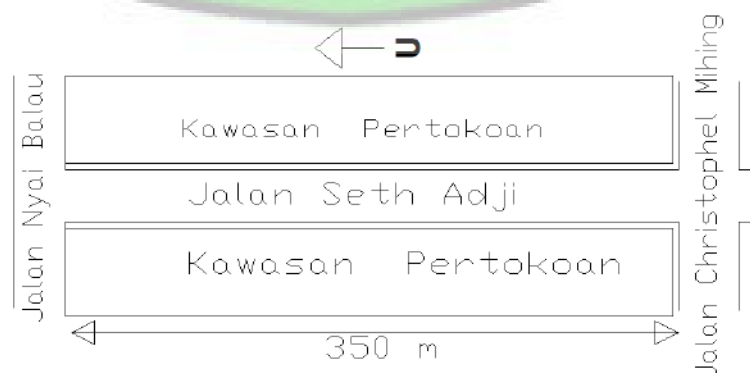 U
Jalan Nyai Balau
Kawasan Pertokoan
Jalan Seth Adji
Kawasan Pertokoan
Jalan Christophel Mihing
350 m